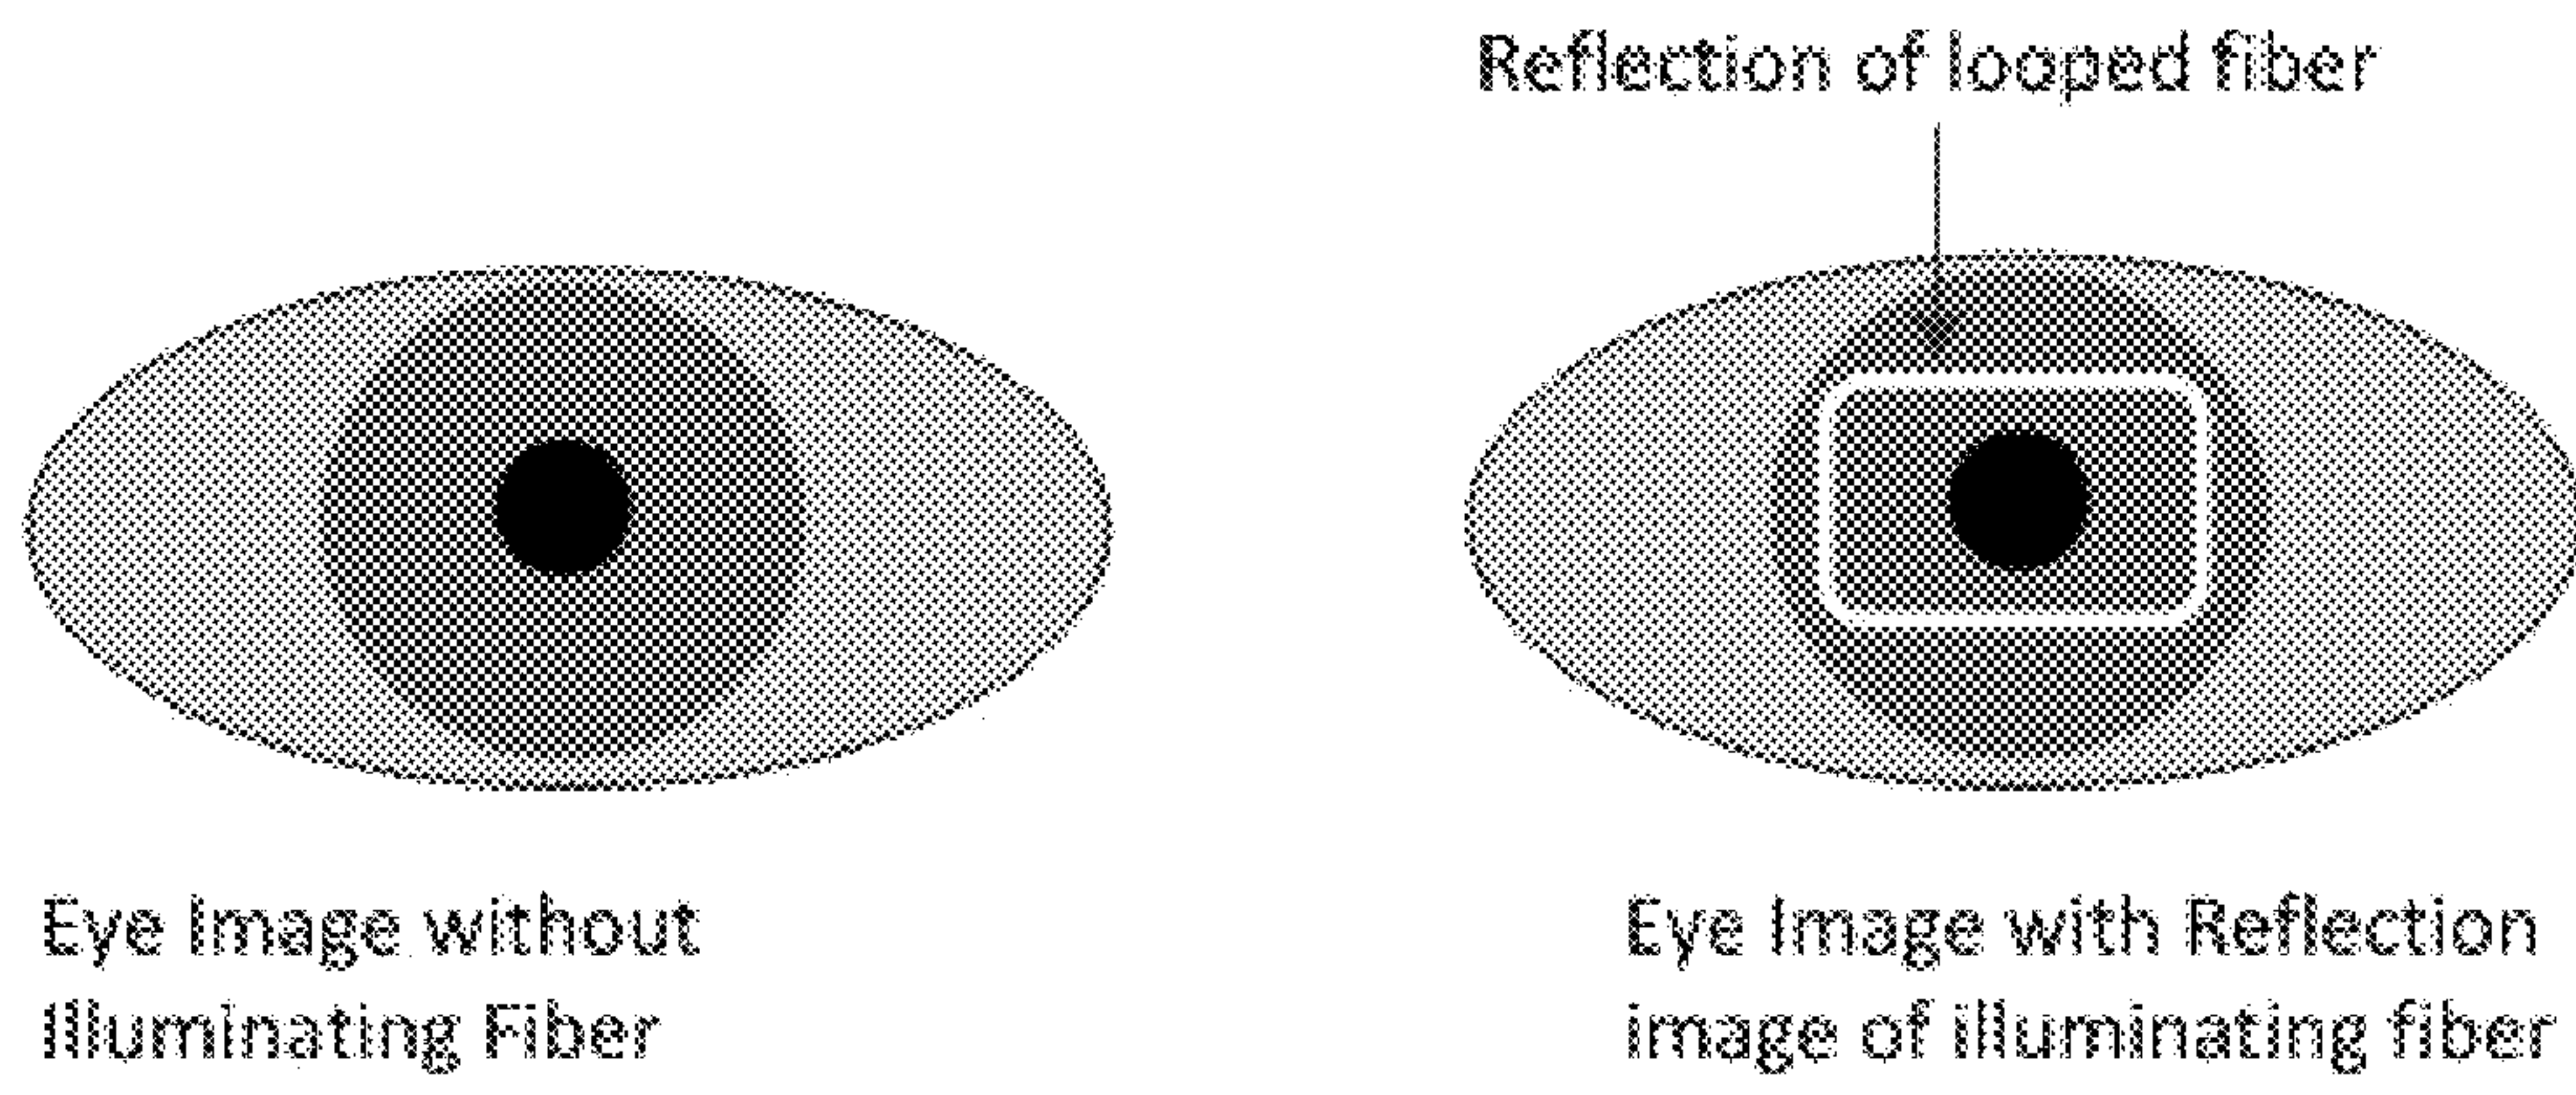 Reflection of looped fiber
Eye Image without
Illuminating Fiber
Eye Image with Reflection
image of illuminating fiber